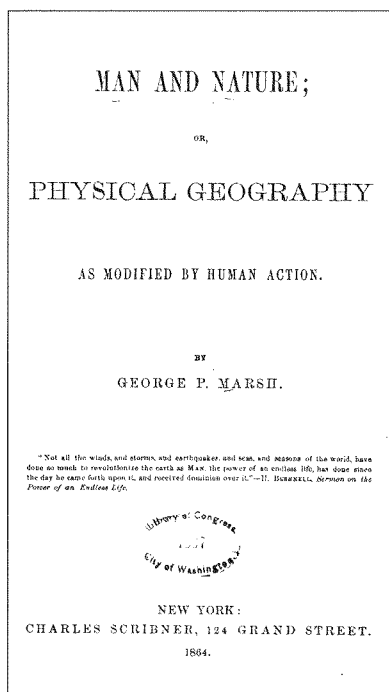 MAN AND NATURE;
OR,
PHYSICAL GEOGRAPHY
AS MODIFIED BY HUMAN ACTION.
BY
GEORGE P. MARSH.
"Not all the winds, and storms, and earthquakes, and seas, and seasons of the world, have
done so much to revolutionize the earth as MAN, the power of an endless life, has done since
the day he came forth upon it, and received dominion over it."—H. BUSHNELL, Sermon on the
Power of an Endless Life.
Library of Congress
City of Washington
NEW YORK:
CHARLES SCRIBNER, 124 GRAND STREET.
1864.